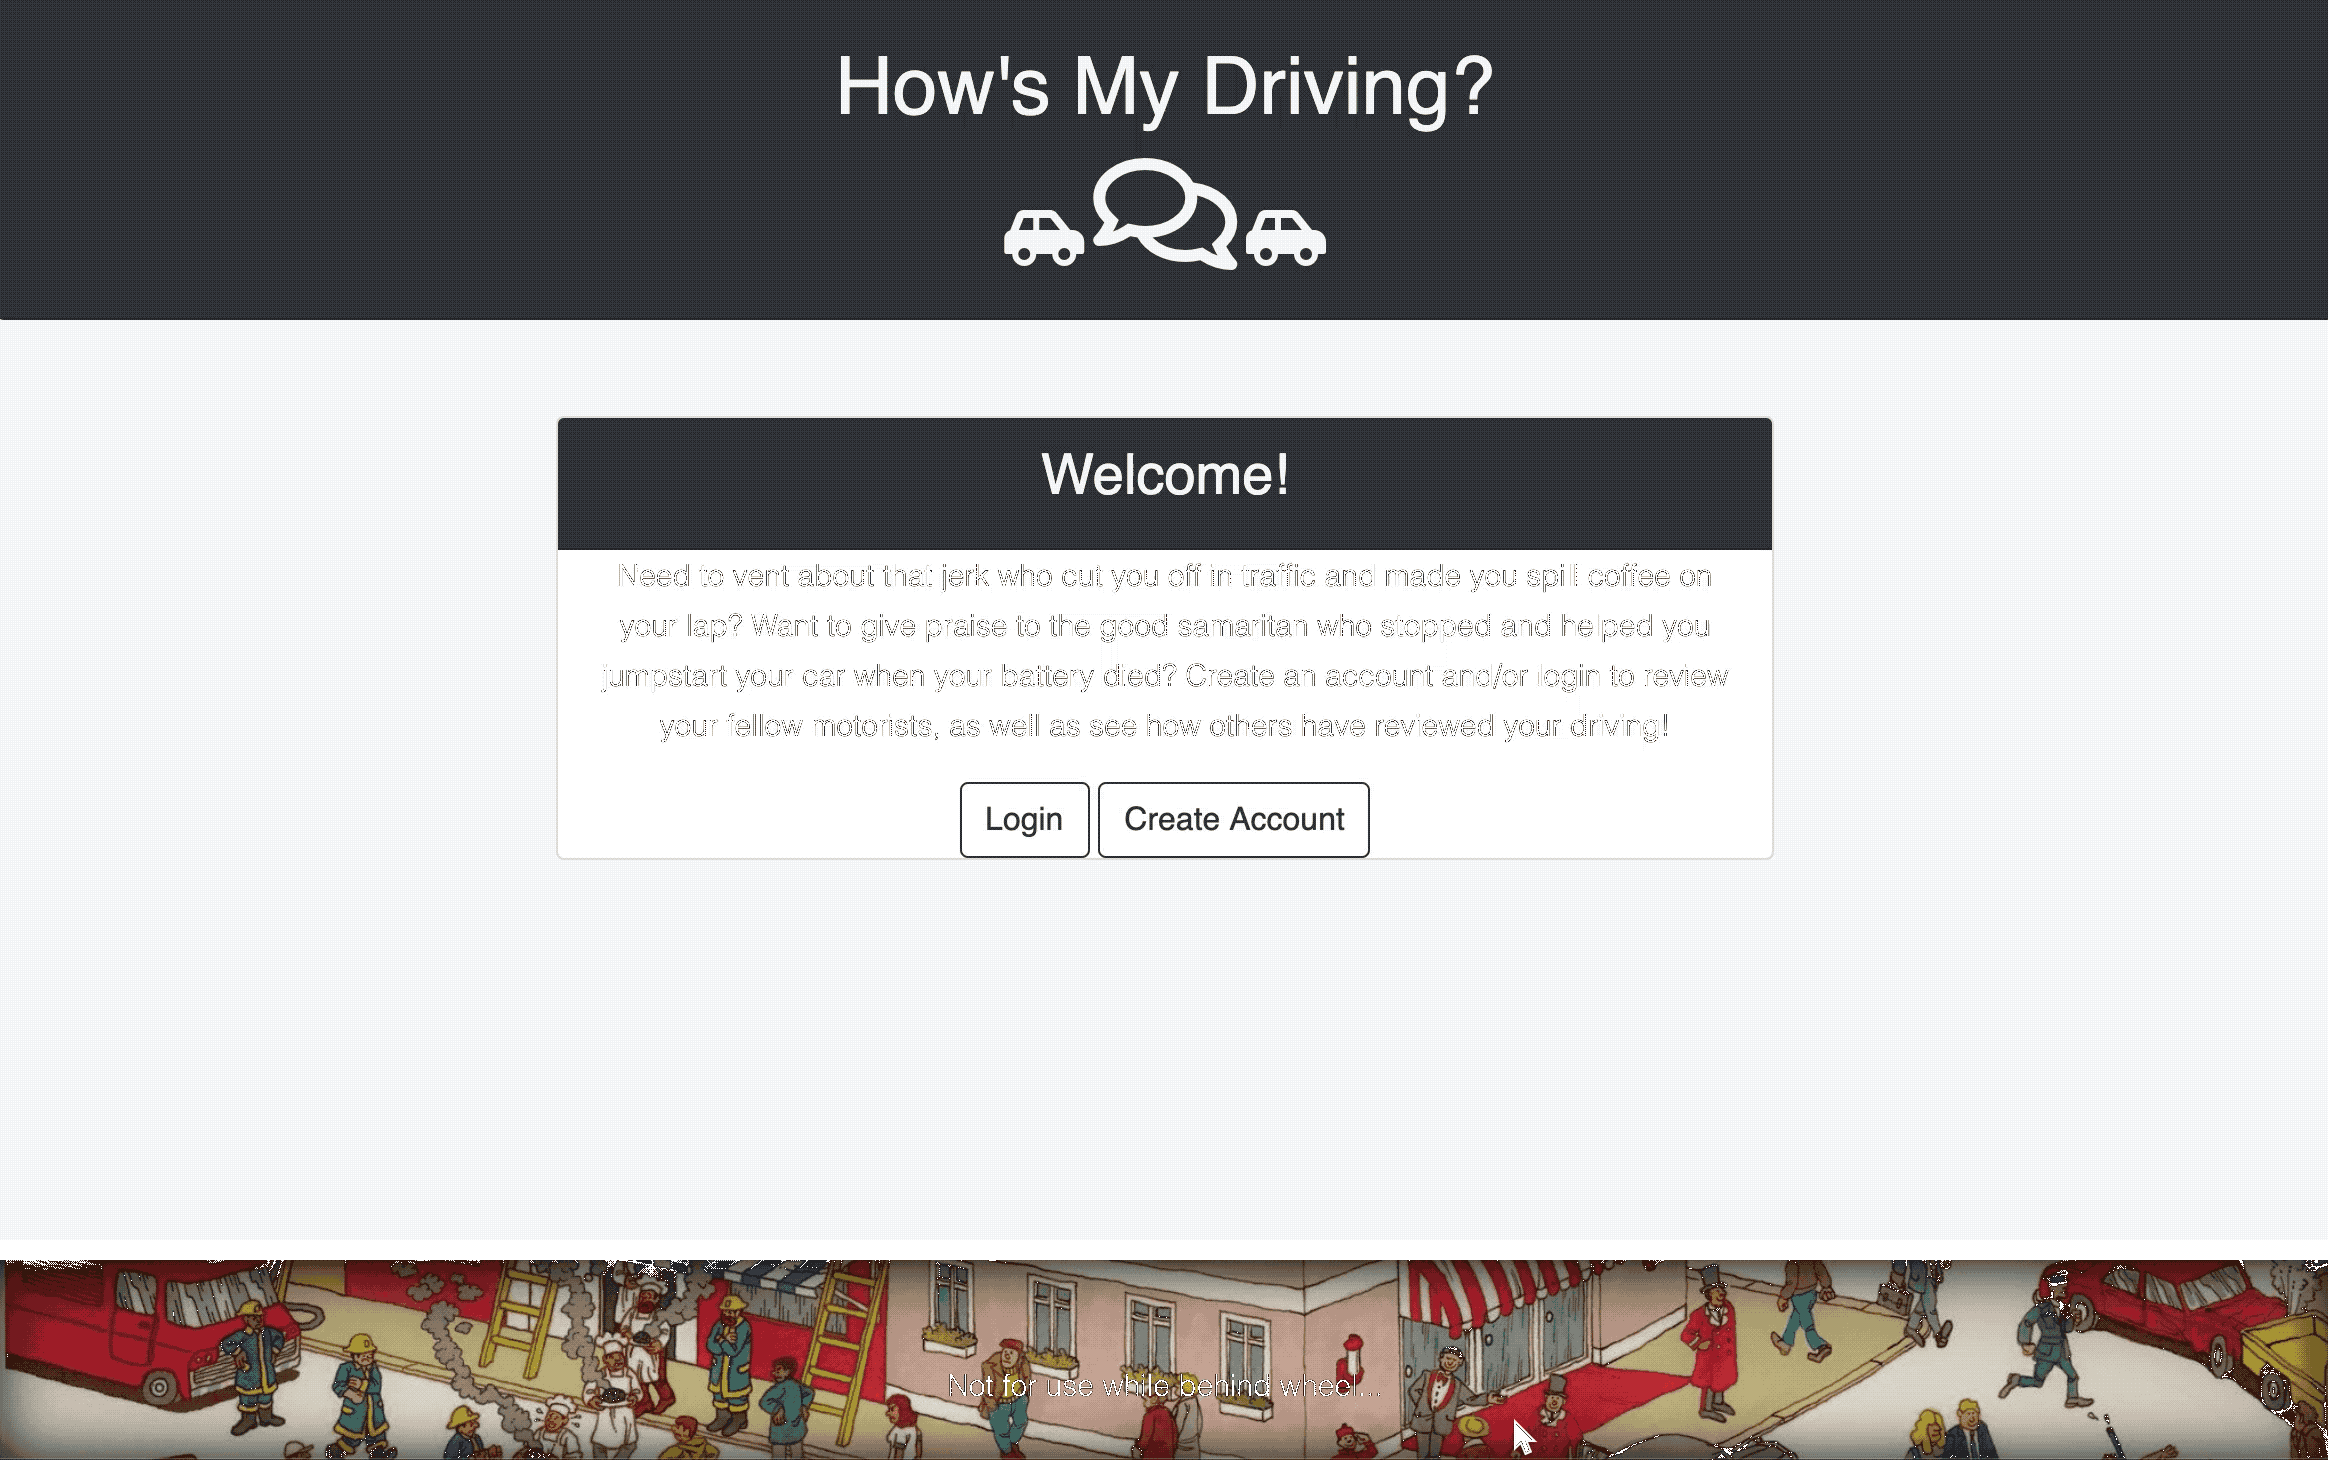 How's My Driving?
Welcome!
Need to vent about that jerk who cut you off in traffic and made you spill coffee on
your lap? Want to give praise to the good samaritan who stopped and helped you
jumpstart your car when your battery died? Create an account and/or login to review
your fellow motorists, as well as see how others have reviewed your driving!
Login Create Account
Not for use while behind wheel...